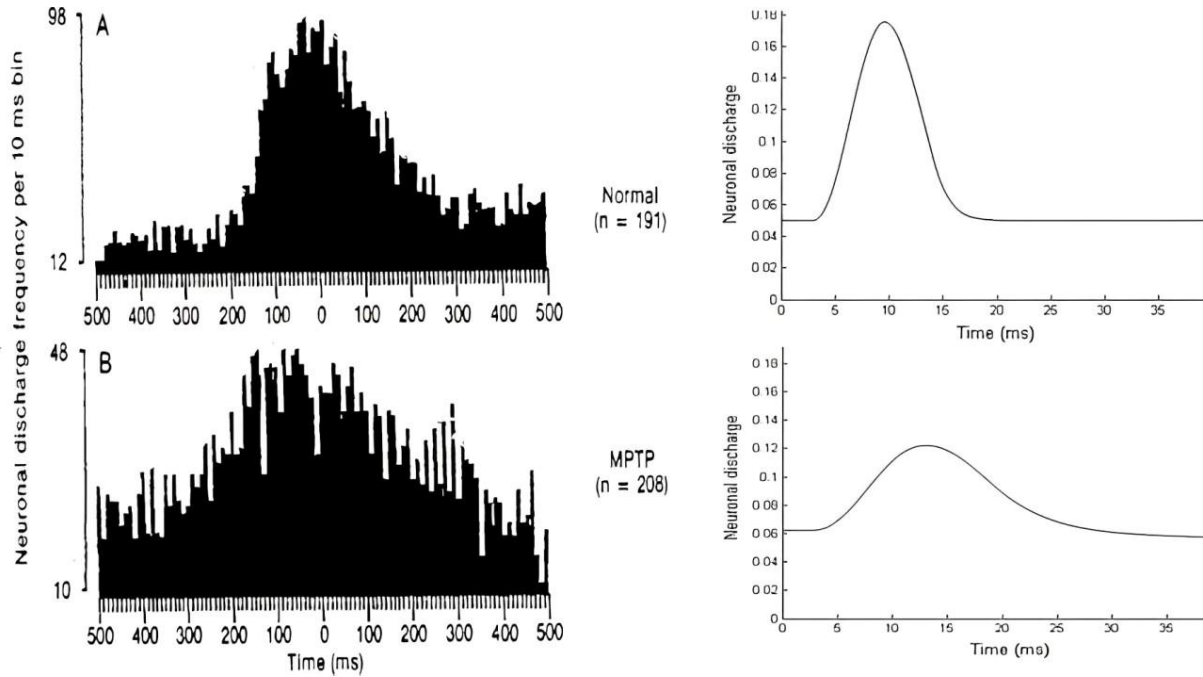 Neuronal discharge frequency per 10 ms bin
98
A
12
500 400 300 200 100 0 100 200 300 400 500
Normal
(n = 191)
48
B
10
500 400 300 200 100 0 100 200 300 400 500
Time (ms)
MPTP
(n = 208)
Neuronal discharge
0.18
0.16
0.14
0.12
0.1
0.08
0.06
0.04
0.02
0
0 5 10 15 20 25 30 35
Time (ms)
Neuronal discharge
0.18
0.16
0.14
0.12
0.1
0.08
0.06
0.04
0.02
0
0 5 10 15 20 25 30 35
Time (ms)